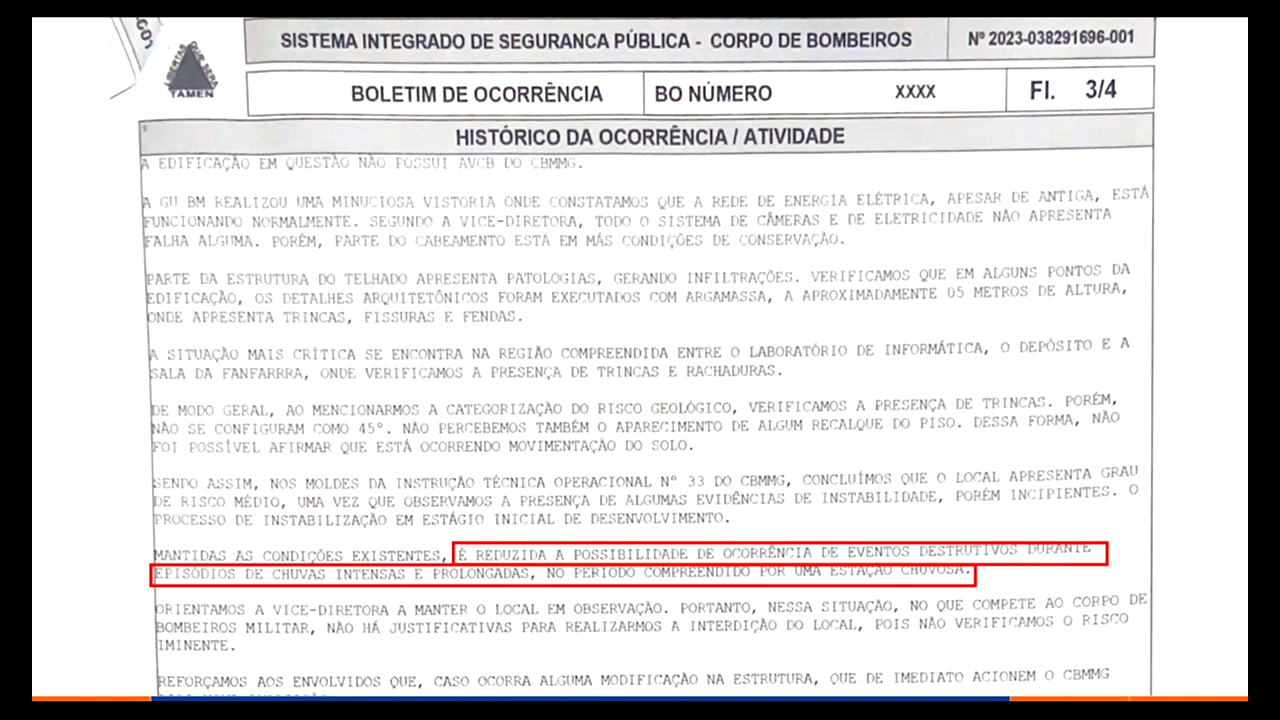 SISTEMA INTEGRADO DE SEGURANCA PÚBLICA - CORPO DE BOMBEIROS
Nº 2023-038291696-001
TAMEN
BOLETIM DE OCORRÊNCIA
BO NÚMERO
XXXX
Fl. 3/4
HISTÓRICO DA OCORRÊNCIA / ATIVIDADE
A EDIFICAÇÃO EM QUESTÃO NÃO POSSUI AVCB DO CBMMG.
A GU BM REALIZOU UMA MINUCIOSA VISTORIA ONDE CONSTATAMOS QUE A REDE DE ENERGIA ELÉTRICA, APESAR DE ANTIGA, ESTÁ
FUNCIONANDO NORMALMENTE. SEGUNDO A VICE-DIRETORA, TODO O SISTEMA DE CÂMERAS E DE ELETRICIDADE NÃO APRESENTA
FALHA ALGUMA. PORÉM, PARTE DO CABEAMENTO ESTÁ EM MÁS CONDIÇÕES DE CONSERVAÇÃO.
PARTE DA ESTRUTURA DO TELHADO APRESENTA PATOLOGIAS, GERANDO INFILTRAÇÕES. VERIFICAMOS QUE EM ALGUNS PONTOS DA
EDIFICAÇÃO, OS DETALHES ARQUITETÔNICOS FORAM EXECUTADOS COM ARGAMASSA, A APROXIMADAMENTE 05 METROS DE ALTURA,
ONDE APRESENTA TRINCAS, FISSURAS E FENDAS.
A SITUAÇÃO MAIS CRÍTICA SE ENCONTRA NA REGIÃO COMPREENDIDA ENTRE O LABORATÓRIO DE INFORMÁTICA, O DEPÓSITO E A
SALA DA FANFARRRA, ONDE VERIFICAMOS A PRESENÇA DE TRINCAS E RACHADURAS.
DE MODO GERAL, AO MENCIONARMOS A CATEGORIZAÇÃO DO RISCO GEOLÓGICO, VERIFICAMOS A PRESENÇA DE TRINCAS. PORÉM,
NÃO SE CONFIGURAM COMO 45º. NÃO PERCEBEMOS TAMBÉM O APARECIMENTO DE ALGUM RECALQUE DO PISO. DESSA FORMA, NÃO
FOI POSSÍVEL AFIRMAR QUE ESTÁ OCORRENDO MOVIMENTAÇÃO DO SOLO.
SENDO ASSIM, NOS MOLDES DA INSTRUÇÃO TÉCNICA OPERACIONAL Nº 33 DO CBMMG, CONCLUÍMOS QUE O LOCAL APRESENTA GRAU
DE RISCO MÉDIO, UMA VEZ QUE OBSERVAMOS A PRESENÇA DE ALGUMAS EVIDÊNCIAS DE INSTABILIDADE, PORÉM INCIPIENTES. O
PROCESSO DE INSTABILIZAÇÃO EM ESTÁGIO INICIAL DE DESENVOLVIMENTO.
MANTIDAS AS CONDIÇÕES EXISTENTES, É REDUZIDA A POSSIBILIDADE DE OCORRÊNCIA DE EVENTOS DESTRUTIVOS DURANTE
EPISÓDIOS DE CHUVAS INTENSAS E PROLONGADAS, NO PERÍODO COMPREENDIDO POR UMA ESTAÇÃO CHUVOSA.
ORIENTAMOS A VICE-DIRETORA A MANTER O LOCAL EM OBSERVAÇÃO. PORTANTO, NESSA SITUAÇÃO, NO QUE COMPETE AO CORPO DE
BOMBEIROS MILITAR, NÃO HÁ JUSTIFICATIVAS PARA REALIZARMOS A INTERDIÇÃO DO LOCAL, POIS NÃO VERIFICAMOS O RISCO
IMINENTE.
REFORÇAMOS AOS ENVOLVIDOS QUE, CASO OCORRA ALGUMA MODIFICAÇÃO NA ESTRUTURA, QUE DE IMEDIATO ACIONEM O CBMMG